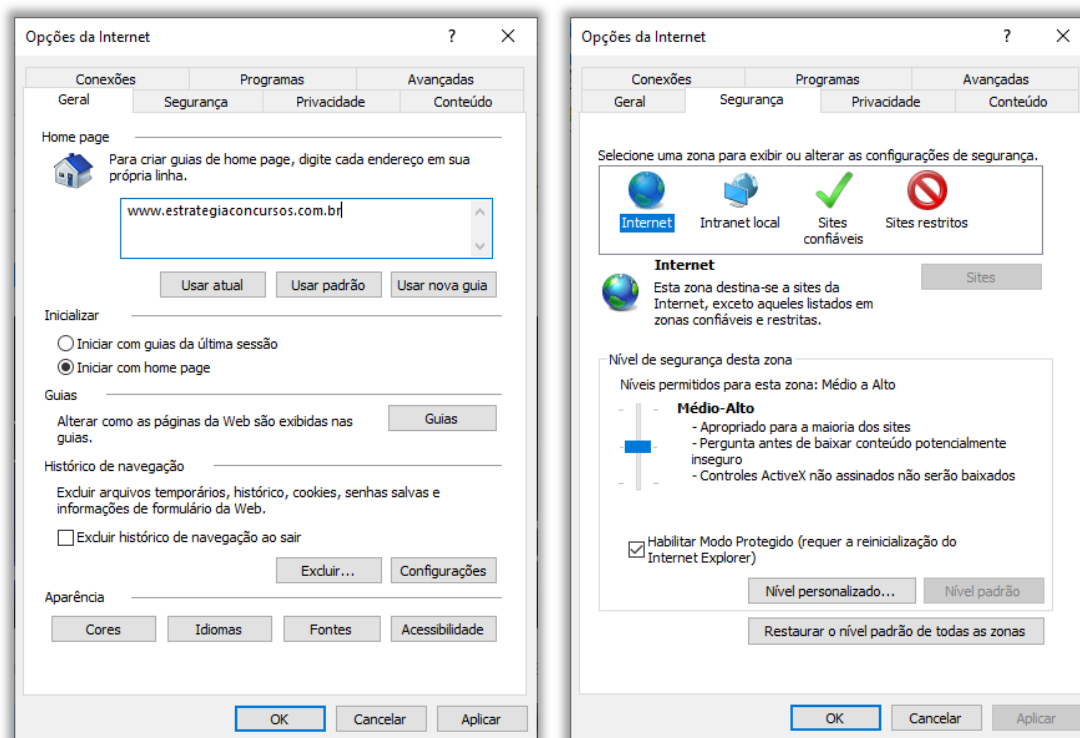 Opções da Internet
?
Conexões
Programas
Avançadas
Geral
Segurança
Privacidade
Conteúdo
Home page
Para criar guias de home page, digite cada endereço em sua
própria linha.
www.estrategiaconcursos.com.br
Usar atual
Usar padrão
Usar nova guia
Inicializar
Iniciar com guias da última sessão
Iniciar com home page
Guias
Alterar como as páginas da Web são exibidas nas
guias.
Guias
Histórico de navegação
Excluir arquivos temporários, histórico, cookies, senhas salvas e
informações de formulário da Web.
Excluir histórico de navegação ao sair
Excluir...
Configurações
Aparência
Cores
Idiomas
Fontes
Acessibilidade
OK
Cancelar
Aplicar
Opções da Internet
?
Conexões
Programas
Avançadas
Geral
Segurança
Privacidade
Conteúdo
Selecione uma zona para exibir ou alterar as configurações de segurança.
Internet
Intranet local
Sites
confiáveis
Sites restritos
Internet
Esta zona destina-se a sites da
Internet, exceto aqueles listados em
zonas confiáveis e restritas.
Sites
Nível de segurança desta zona
Níveis permitidos para esta zona: Médio a Alto
Médio-Alto
- Apropriado para a maioria dos sites
- Pergunta antes de baixar conteúdo potencialmente
inseguro
- Controles ActiveX não assinados não serão baixados
Habilitar Modo Protegido (requer a reinicialização do
Internet Explorer)
Nível personalizado...
Nível padrão
Restaurar o nível padrão de todas as zonas
OK
Cancelar
Aplicar